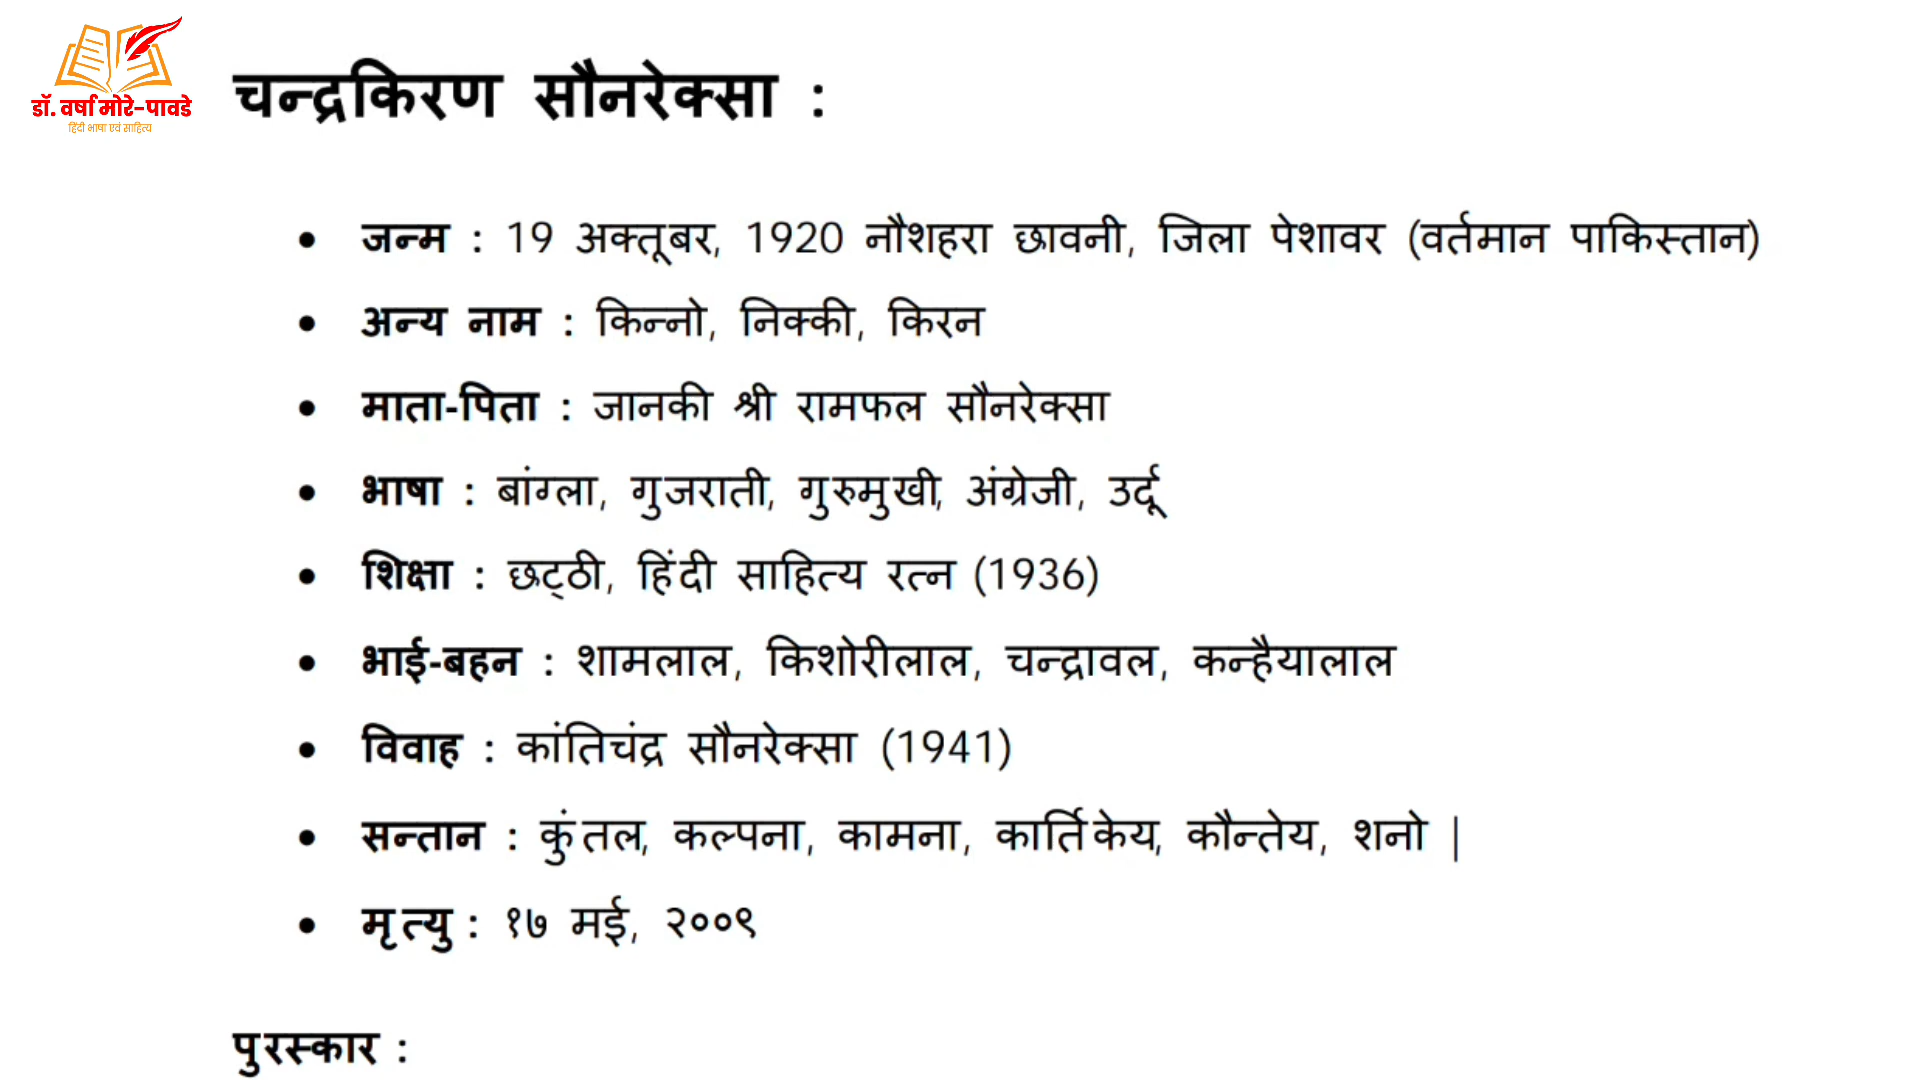 डॉ. वर्षा मोरे-पावडे
हिंदी भाषा एवं साहित्य
चन्द्रकिरण सौनरेक्सा :
• जन्म : 19 अक्तूबर, 1920 नौशहरा छावनी, जिला पेशावर (वर्तमान पाकिस्तान)
• अन्य नाम : किन्नो, निक्की, किरन
• माता-पिता : जानकी श्री रामफल सौनरेक्सा
• भाषा : बांग्ला, गुजराती, गुरुमुखी, अंग्रेजी, उर्दू
• शिक्षा : छट्ठी, हिंदी साहित्य रत्न (1936)
• भाई-बहन : शामलाल, किशोरीलाल, चन्द्रावल, कन्हैयालाल
• विवाह : कांतिचंद्र सौनरेक्सा (1941)
• सन्तान : कुंतल, कल्पना, कामना, कार्तिकेय, कौन्तेय, शनो |
• मृत्यु : १७ मई, २००९
पुरस्कार :